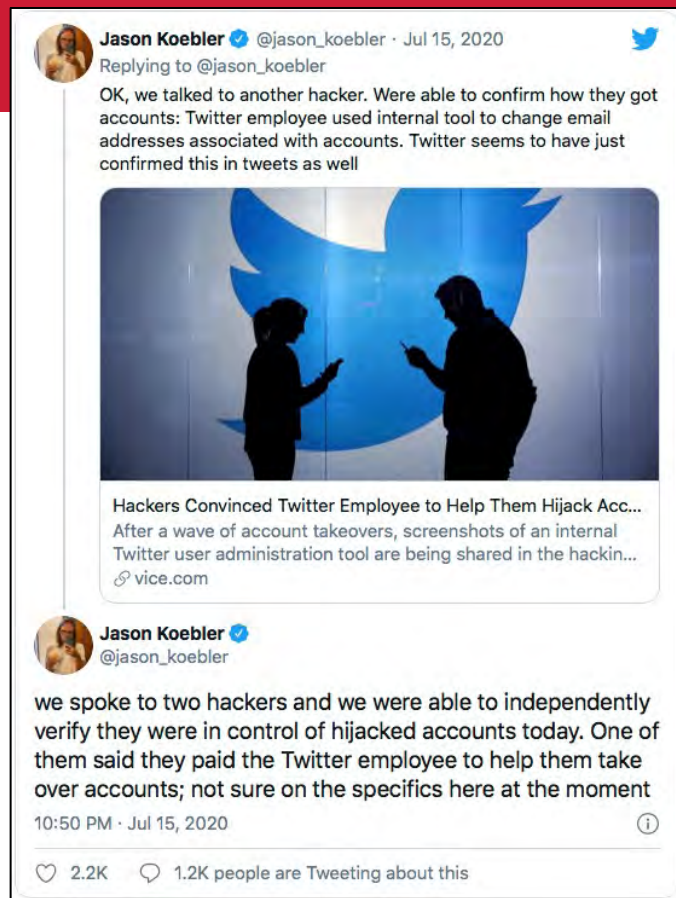 Jason Koebler @jason_koebler · Jul 15, 2020
Replying to @jason_koebler
OK, we talked to another hacker. Were able to confirm how they got
accounts: Twitter employee used internal tool to change email
addresses associated with accounts. Twitter seems to have just
confirmed this in tweets as well
Hackers Convinced Twitter Employee to Help Them Hijack Acc...
After a wave of account takeovers, screenshots of an internal
Twitter user administration tool are being shared in the hackin...
vice.com
Jason Koebler
@jason_koebler
we spoke to two hackers and we were able to independently
verify they were in control of hijacked accounts today. One of
them said they paid the Twitter employee to help them take
over accounts; not sure on the specifics here at the moment
10:50 PM · Jul 15, 2020
2.2K 1.2K people are Tweeting about this